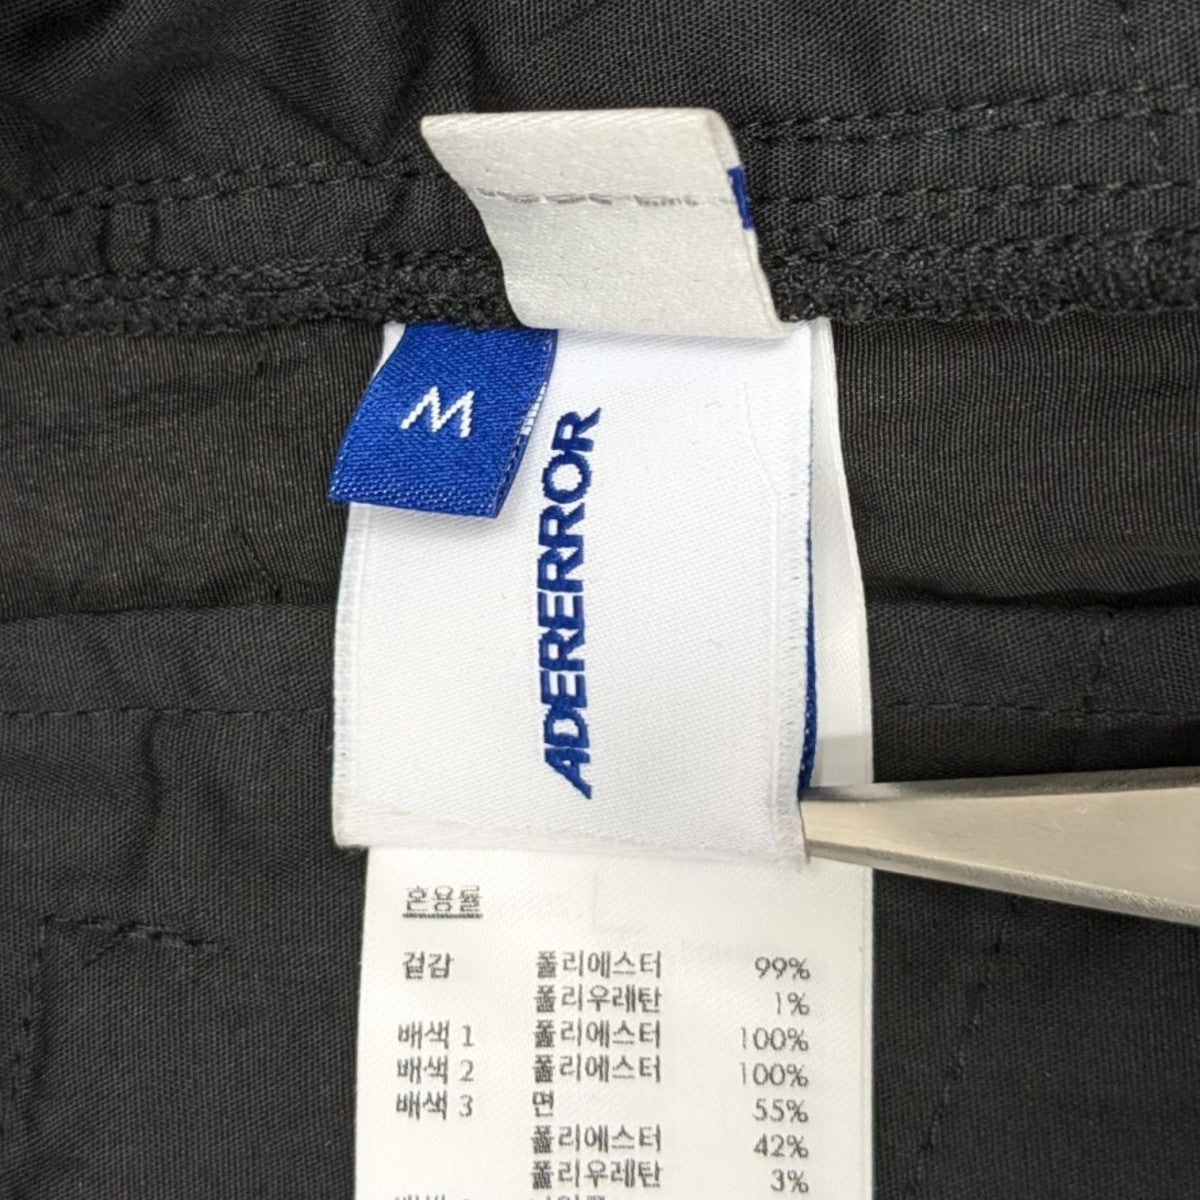 M
ADERERROR
혼용률
겉감 폴리에스터 99%
폴리우레탄 1%
배색 1 폴리에스터 100%
배색 2 폴리에스터 100%
배색 3 면 55%
폴리에스터 42%
폴리우레탄 3%